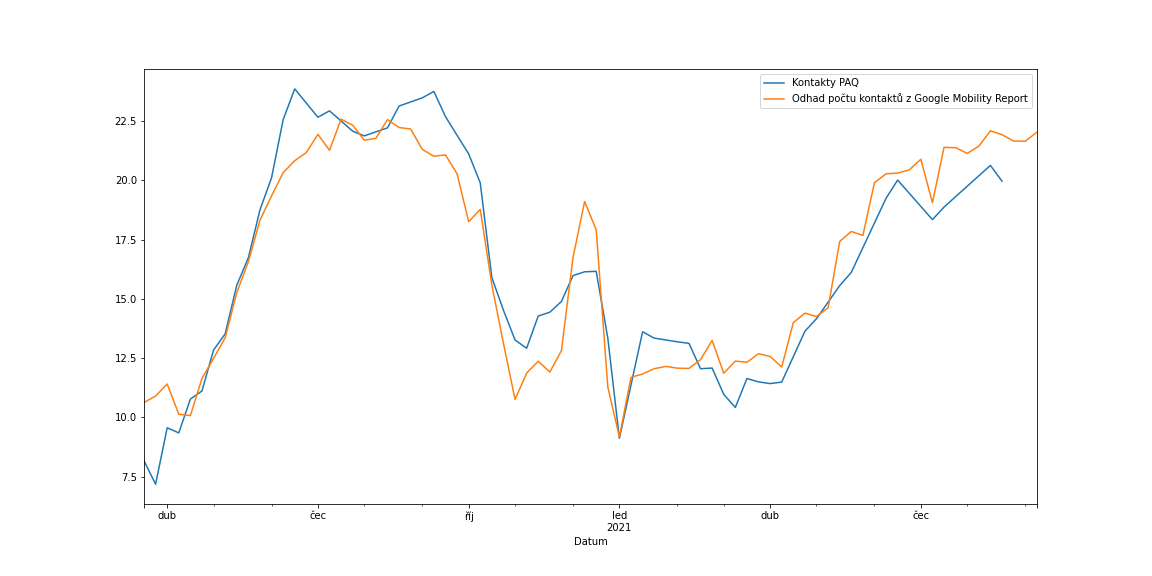 Kontakty PAQ
Odhad počtu kontaktů z Google Mobility Report
22.5
20.0
17.5
15.0
12.5
10.0
7.5
dub
čec
říj
led
2021
dub
čec
Datum